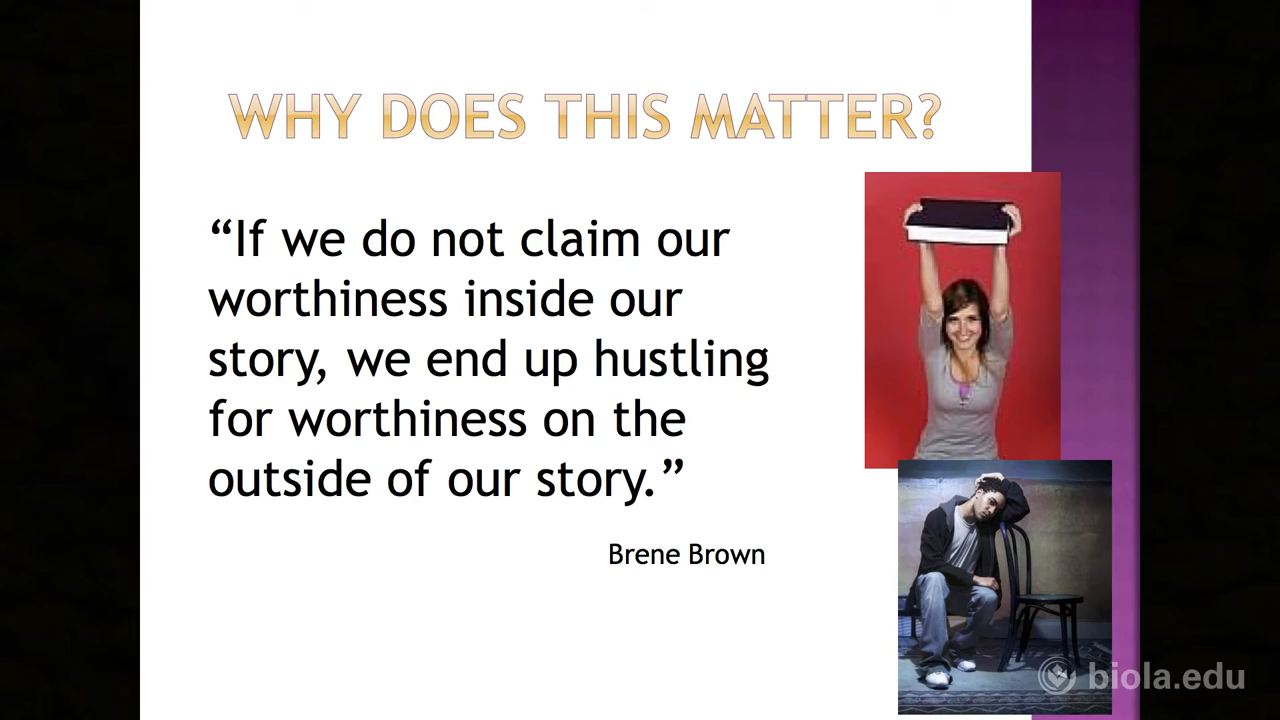 WHY DOES THIS MATTER?
“If we do not claim our
worthiness inside our
story, we end up hustling
for worthiness on the
outside of our story.”
Brene Brown
biola.edu